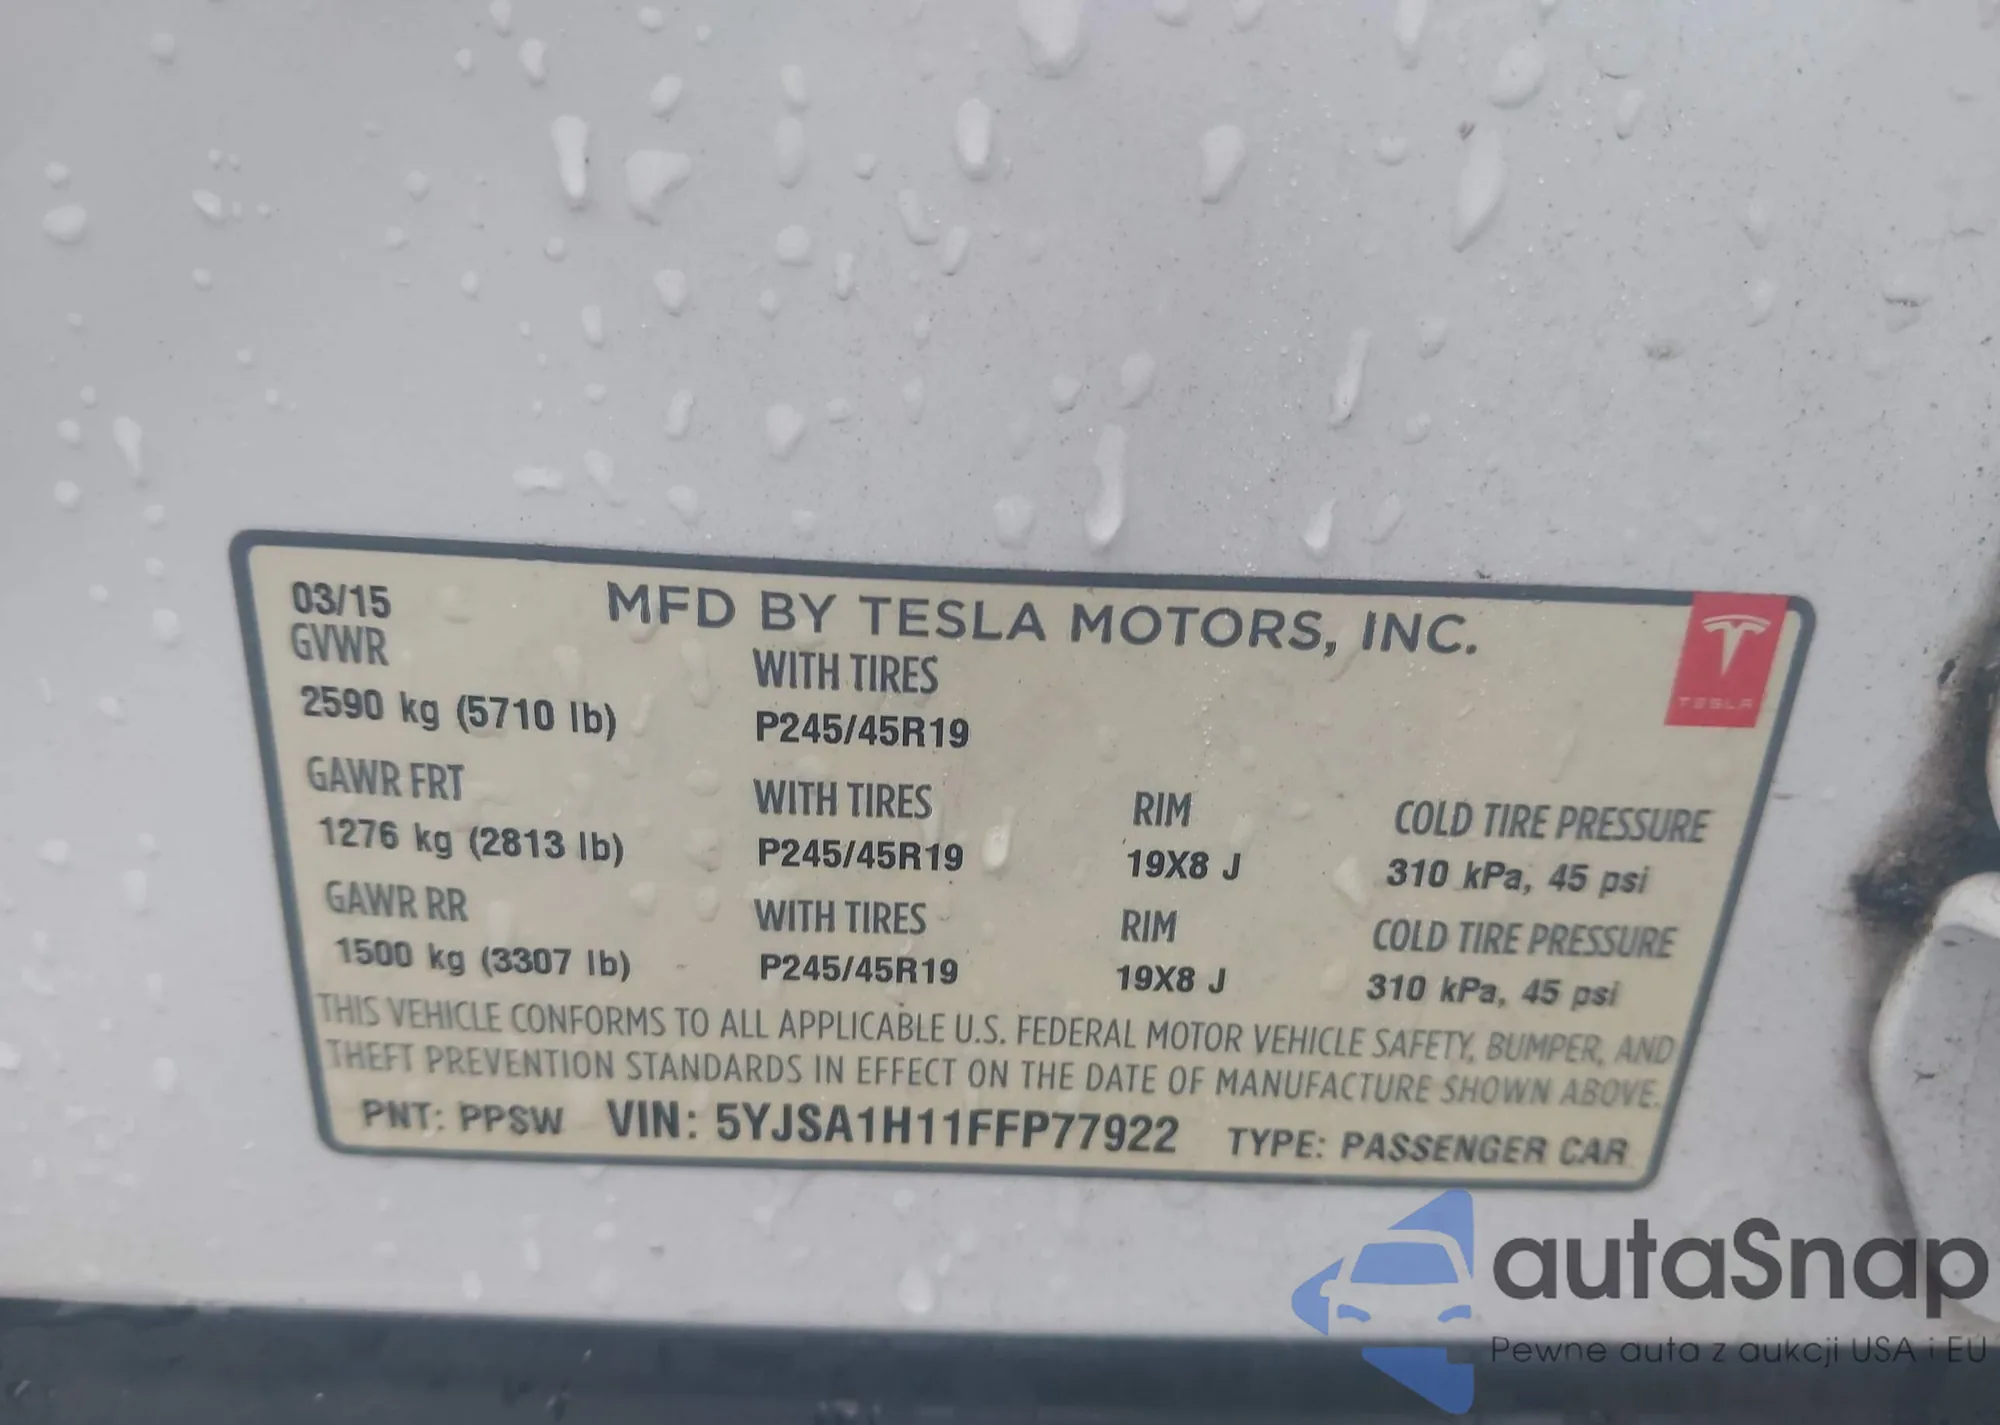 03/15 MFD BY TESLA MOTORS, INC.
TESLA
GVWR WITH TIRES
2590 kg (5710 lb) P245/45R19
GAWR FRT WITH TIRES RIM COLD TIRE PRESSURE
1276 kg (2813 lb) P245/45R19 19X8 J 310 kPa, 45 psi
GAWR RR WITH TIRES RIM COLD TIRE PRESSURE
1500 kg (3307 lb) P245/45R19 19X8 J 310 kPa, 45 psi
THIS VEHICLE CONFORMS TO ALL APPLICABLE U.S. FEDERAL MOTOR VEHICLE SAFETY, BUMPER, AND
THEFT PREVENTION STANDARDS IN EFFECT ON THE DATE OF MANUFACTURE SHOWN ABOVE.
PNT: PPSW VIN: 5YJSA1H11FFP77922 TYPE: PASSENGER CAR
autaSnap
Pewne auta z aukcji USA i EU